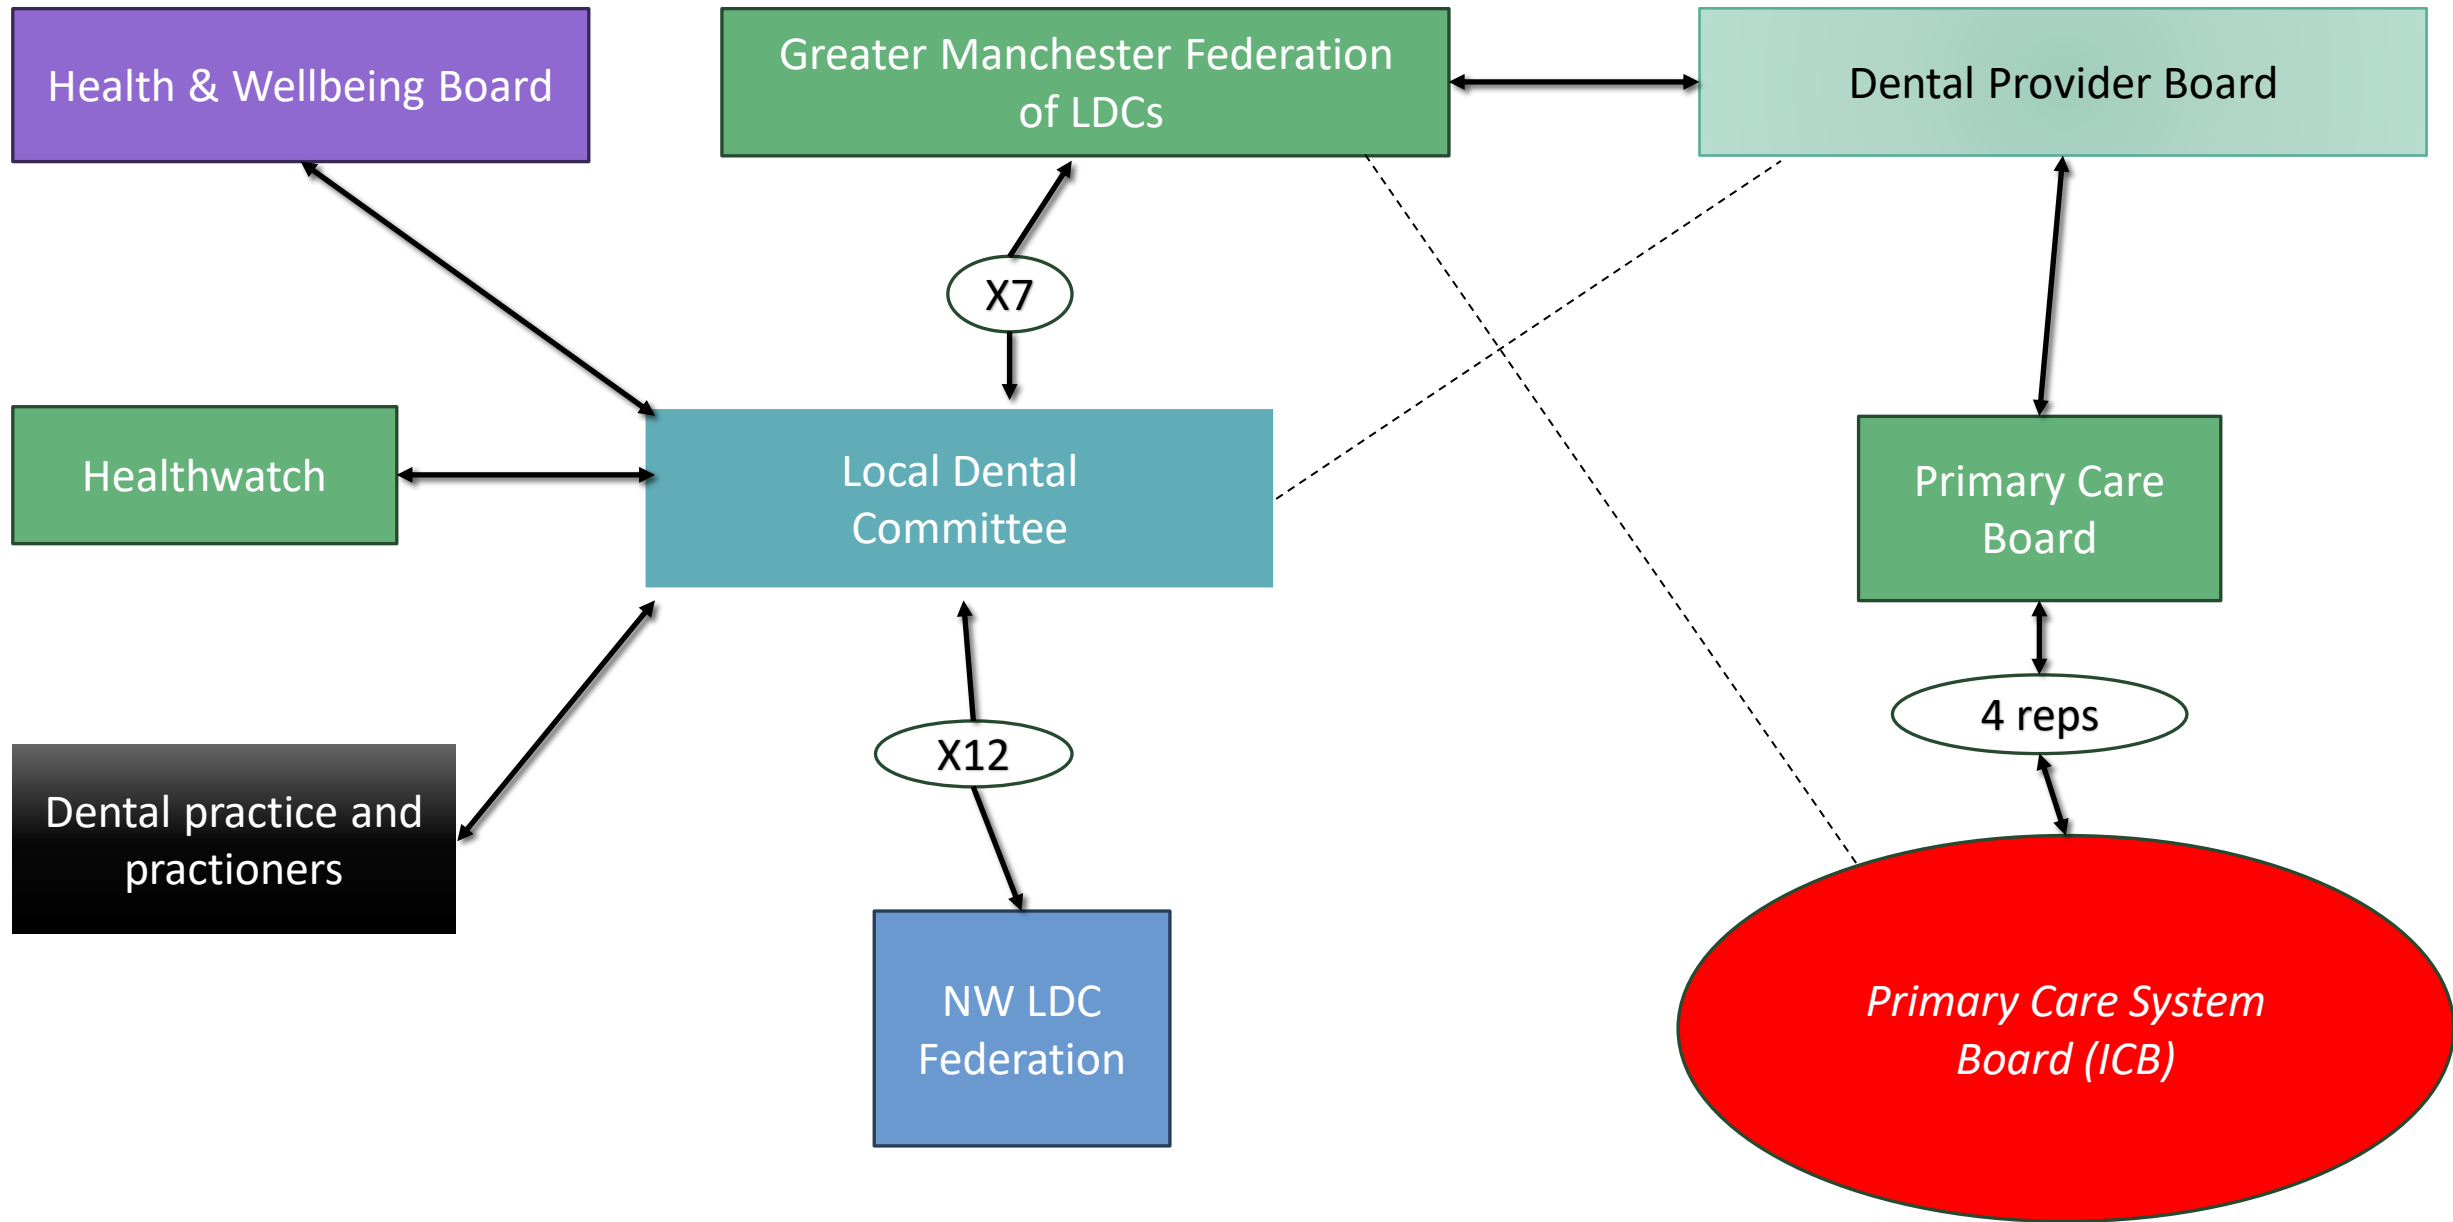 Health & Wellbeing Board
Greater Manchester Federation
of LDCs
Dental Provider Board
X7
Healthwatch
Local Dental
Committee
Primary Care
Board
4 reps
X12
Dental practice and
practioners
NW LDC
Federation
Primary Care System
Board (ICB)